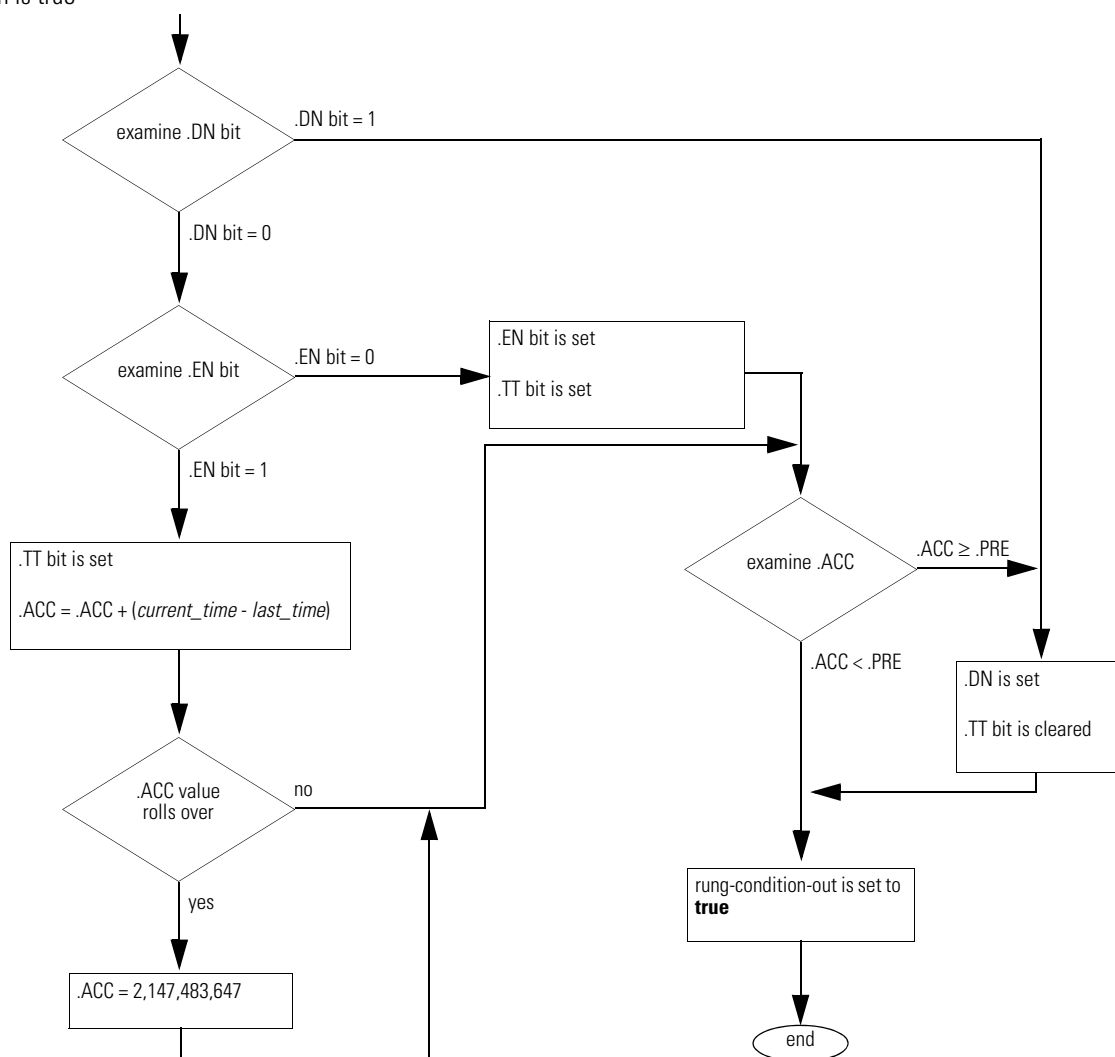 n is true
examine .DN bit
.DN bit = 1
.DN bit = 0
examine .EN bit
.EN bit = 0
.EN bit is set
.TT bit is set
.EN bit = 1
.TT bit is set
.ACC = .ACC + (current_time - last_time)
examine .ACC
.ACC ≥ .PRE
.ACC < .PRE
.DN is set
.TT bit is cleared
.ACC value
rolls over
no
yes
rung-condition-out is set to
true
.ACC = 2,147,483,647
end